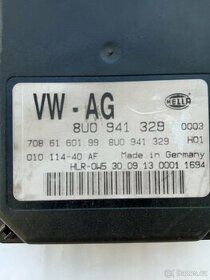 HELLA
VW-AG
8U0 941 329 0003
708 61 601 99 8U0 941 329 H01
010 114-40 AF Made in Germany
HLR-0W5 30.09.13 0001 1694